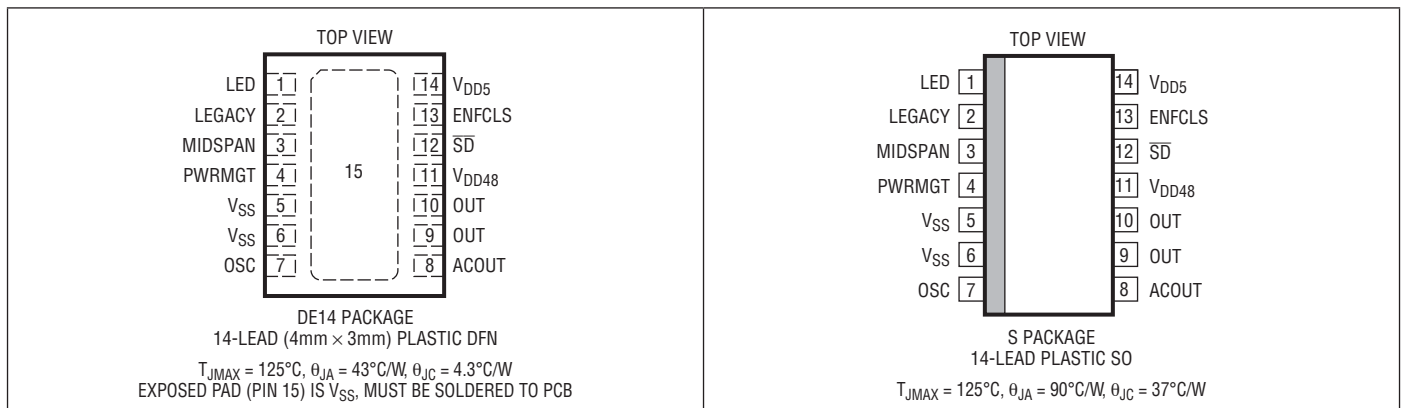 TOP VIEW
LED 1
LEGACY 2
MIDSPAN 3
PWRMGT 4
VSS 5
VSS 6
OSC 7
15
14 VDD5
13 ENFCLS
12 S̅D̅
11 VDD48
10 OUT
9 OUT
8 ACOUT
DE14 PACKAGE
14-LEAD (4mm × 3mm) PLASTIC DFN
TJMAX = 125°C, θJA = 43°C/W, θJC = 4.3°C/W
EXPOSED PAD (PIN 15) IS VSS, MUST BE SOLDERED TO PCB
TOP VIEW
LED 1
LEGACY 2
MIDSPAN 3
PWRMGT 4
VSS 5
VSS 6
OSC 7
14 VDD5
13 ENFCLS
12 S̅D̅
11 VDD48
10 OUT
9 OUT
8 ACOUT
S PACKAGE
14-LEAD PLASTIC SO
TJMAX = 125°C, θJA = 90°C/W, θJC = 37°C/W